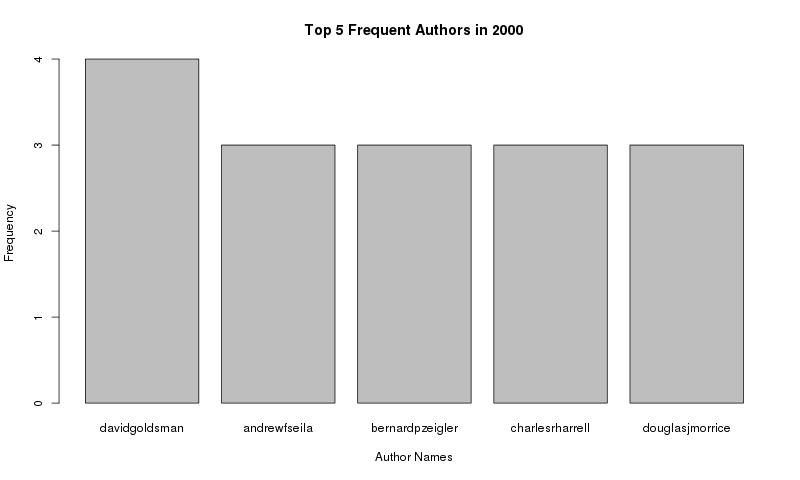 Top 5 Frequent Authors in 2000
4
3
2
1
0
Frequency
davidgoldsman andrewfseila bernardpzeigler charlesrharrell douglasjmorrice
Author Names